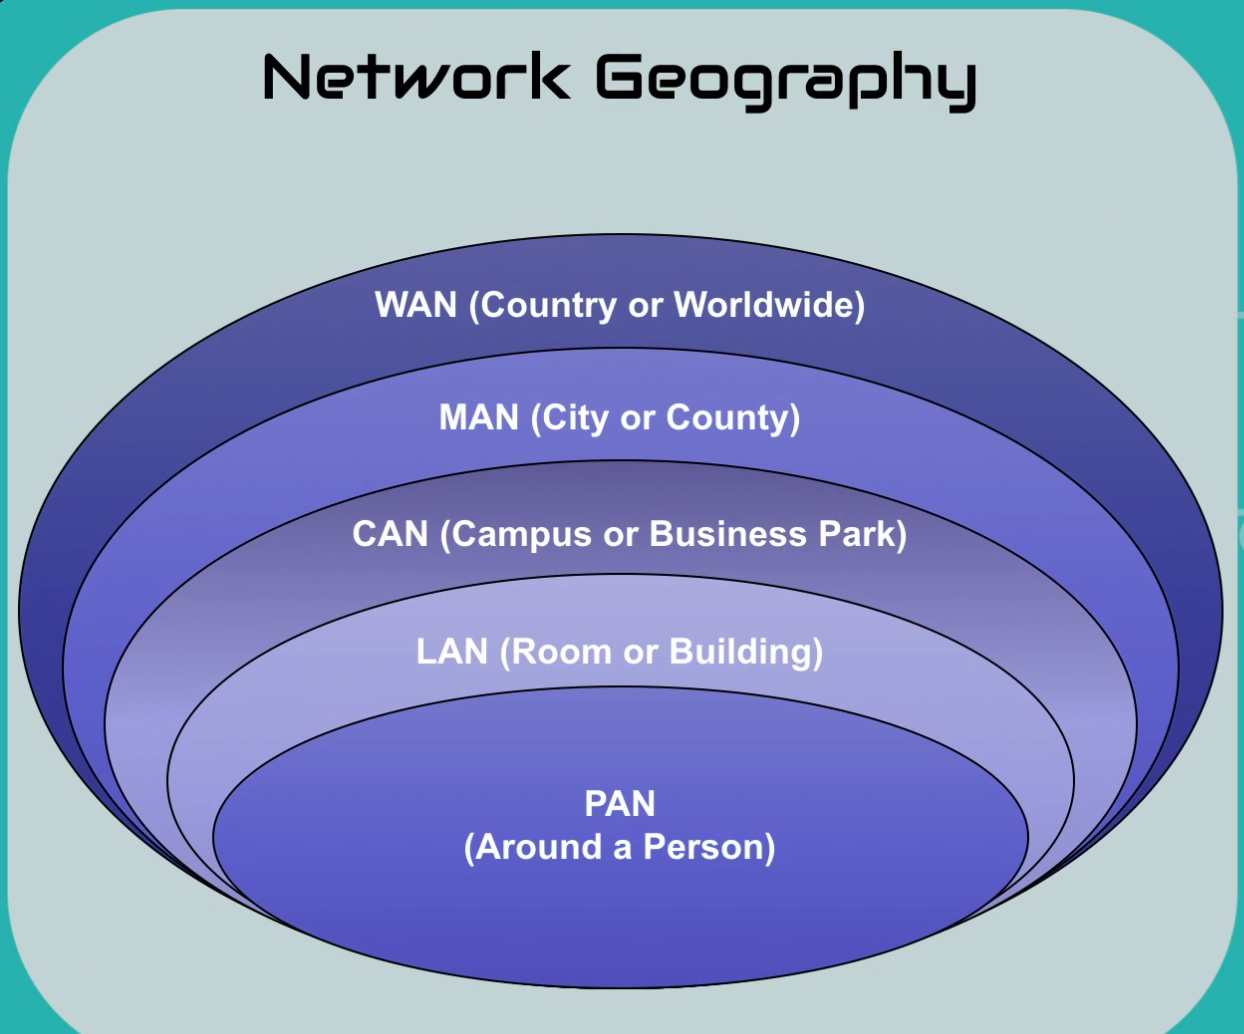 Network Geography
WAN (Country or Worldwide)
MAN (City or County)
CAN (Campus or Business Park)
LAN (Room or Building)
PAN
(Around a Person)